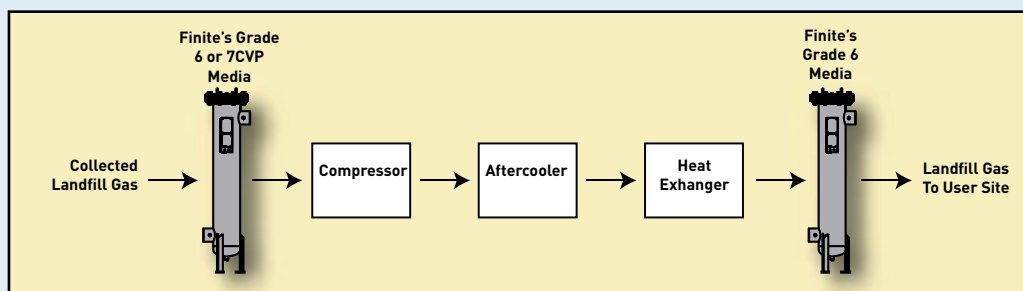 Finite's Grade
6 or 7CVP
Media
Finite's
Grade 6
Media
Collected
Landfill Gas
Compressor
Aftercooler
Heat
Exhanger
Landfill Gas
To User Site